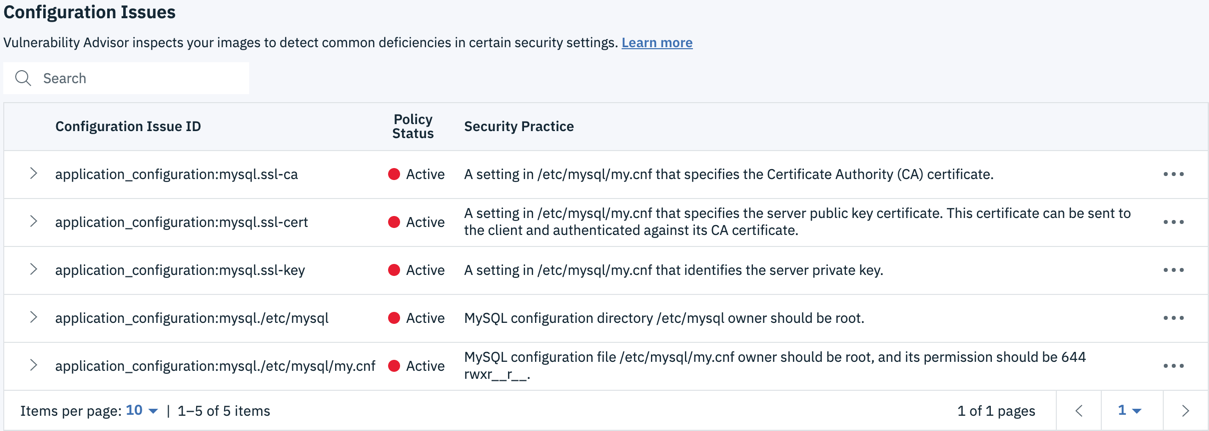 Configuration Issues
Vulnerability Advisor inspects your images to detect common deficiencies in certain security settings. Learn more
Search
Configuration Issue ID
Policy
Status
Security Practice
application_configuration:mysql.ssl-ca
Active
A setting in /etc/mysql/my.cnf that specifies the Certificate Authority (CA) certificate.
application_configuration:mysql.ssl-cert
Active
A setting in /etc/mysql/my.cnf that specifies the server public key certificate. This certificate can be sent to
the client and authenticated against its CA certificate.
application_configuration:mysql.ssl-key
Active
A setting in /etc/mysql/my.cnf that identifies the server private key.
application_configuration:mysql./etc/mysql
Active
MySQL configuration directory /etc/mysql owner should be root.
application_configuration:mysql./etc/mysql/my.cnf
Active
MySQL configuration file /etc/mysql/my.cnf owner should be root, and its permission should be 644
rwxr__r__.
Items per page: 10 | 1–5 of 5 items
1 of 1 pages
1